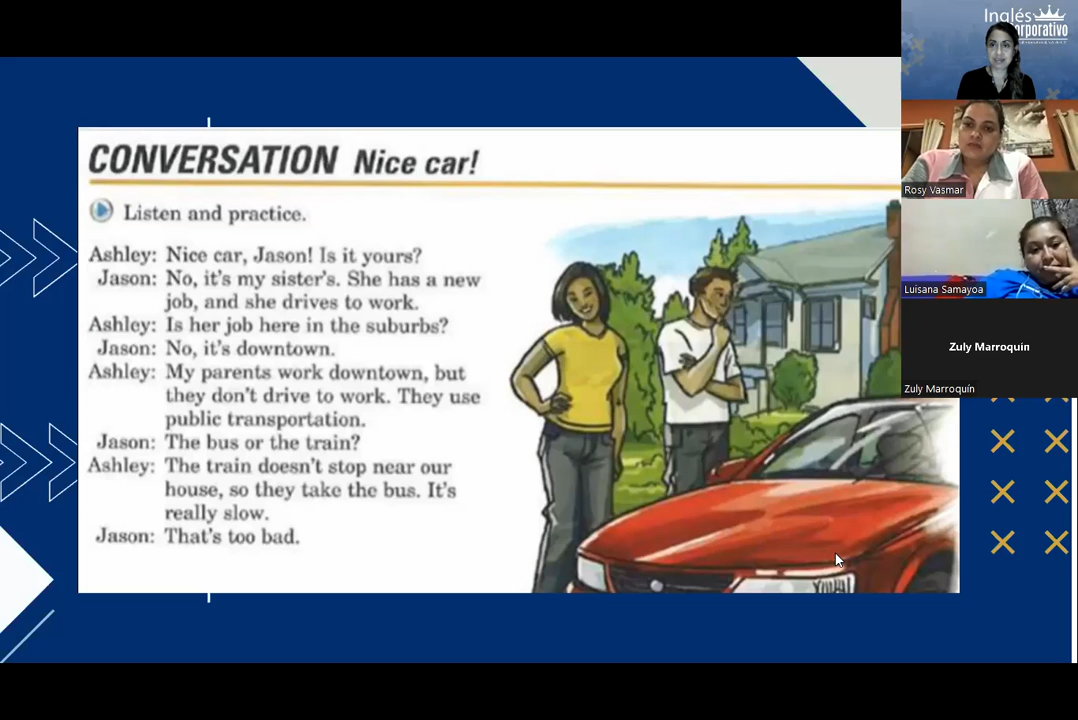 CONVERSATION Nice car!
Listen and practice.
Ashley: Nice car, Jason! Is it yours?
Jason: No, it's my sister's. She has a new
job, and she drives to work.
Ashley: Is her job here in the suburbs?
Jason: No, it's downtown.
Ashley: My parents work downtown, but
they don't drive to work. They use
public transportation.
Jason: The bus or the train?
Ashley: The train doesn't stop near our
house, so they take the bus. It's
really slow.
Jason: That's too bad.
Inglés
Rosy Vasmar
Luisana Samayoa
Zuly Marroquín
Zuly Marroquín